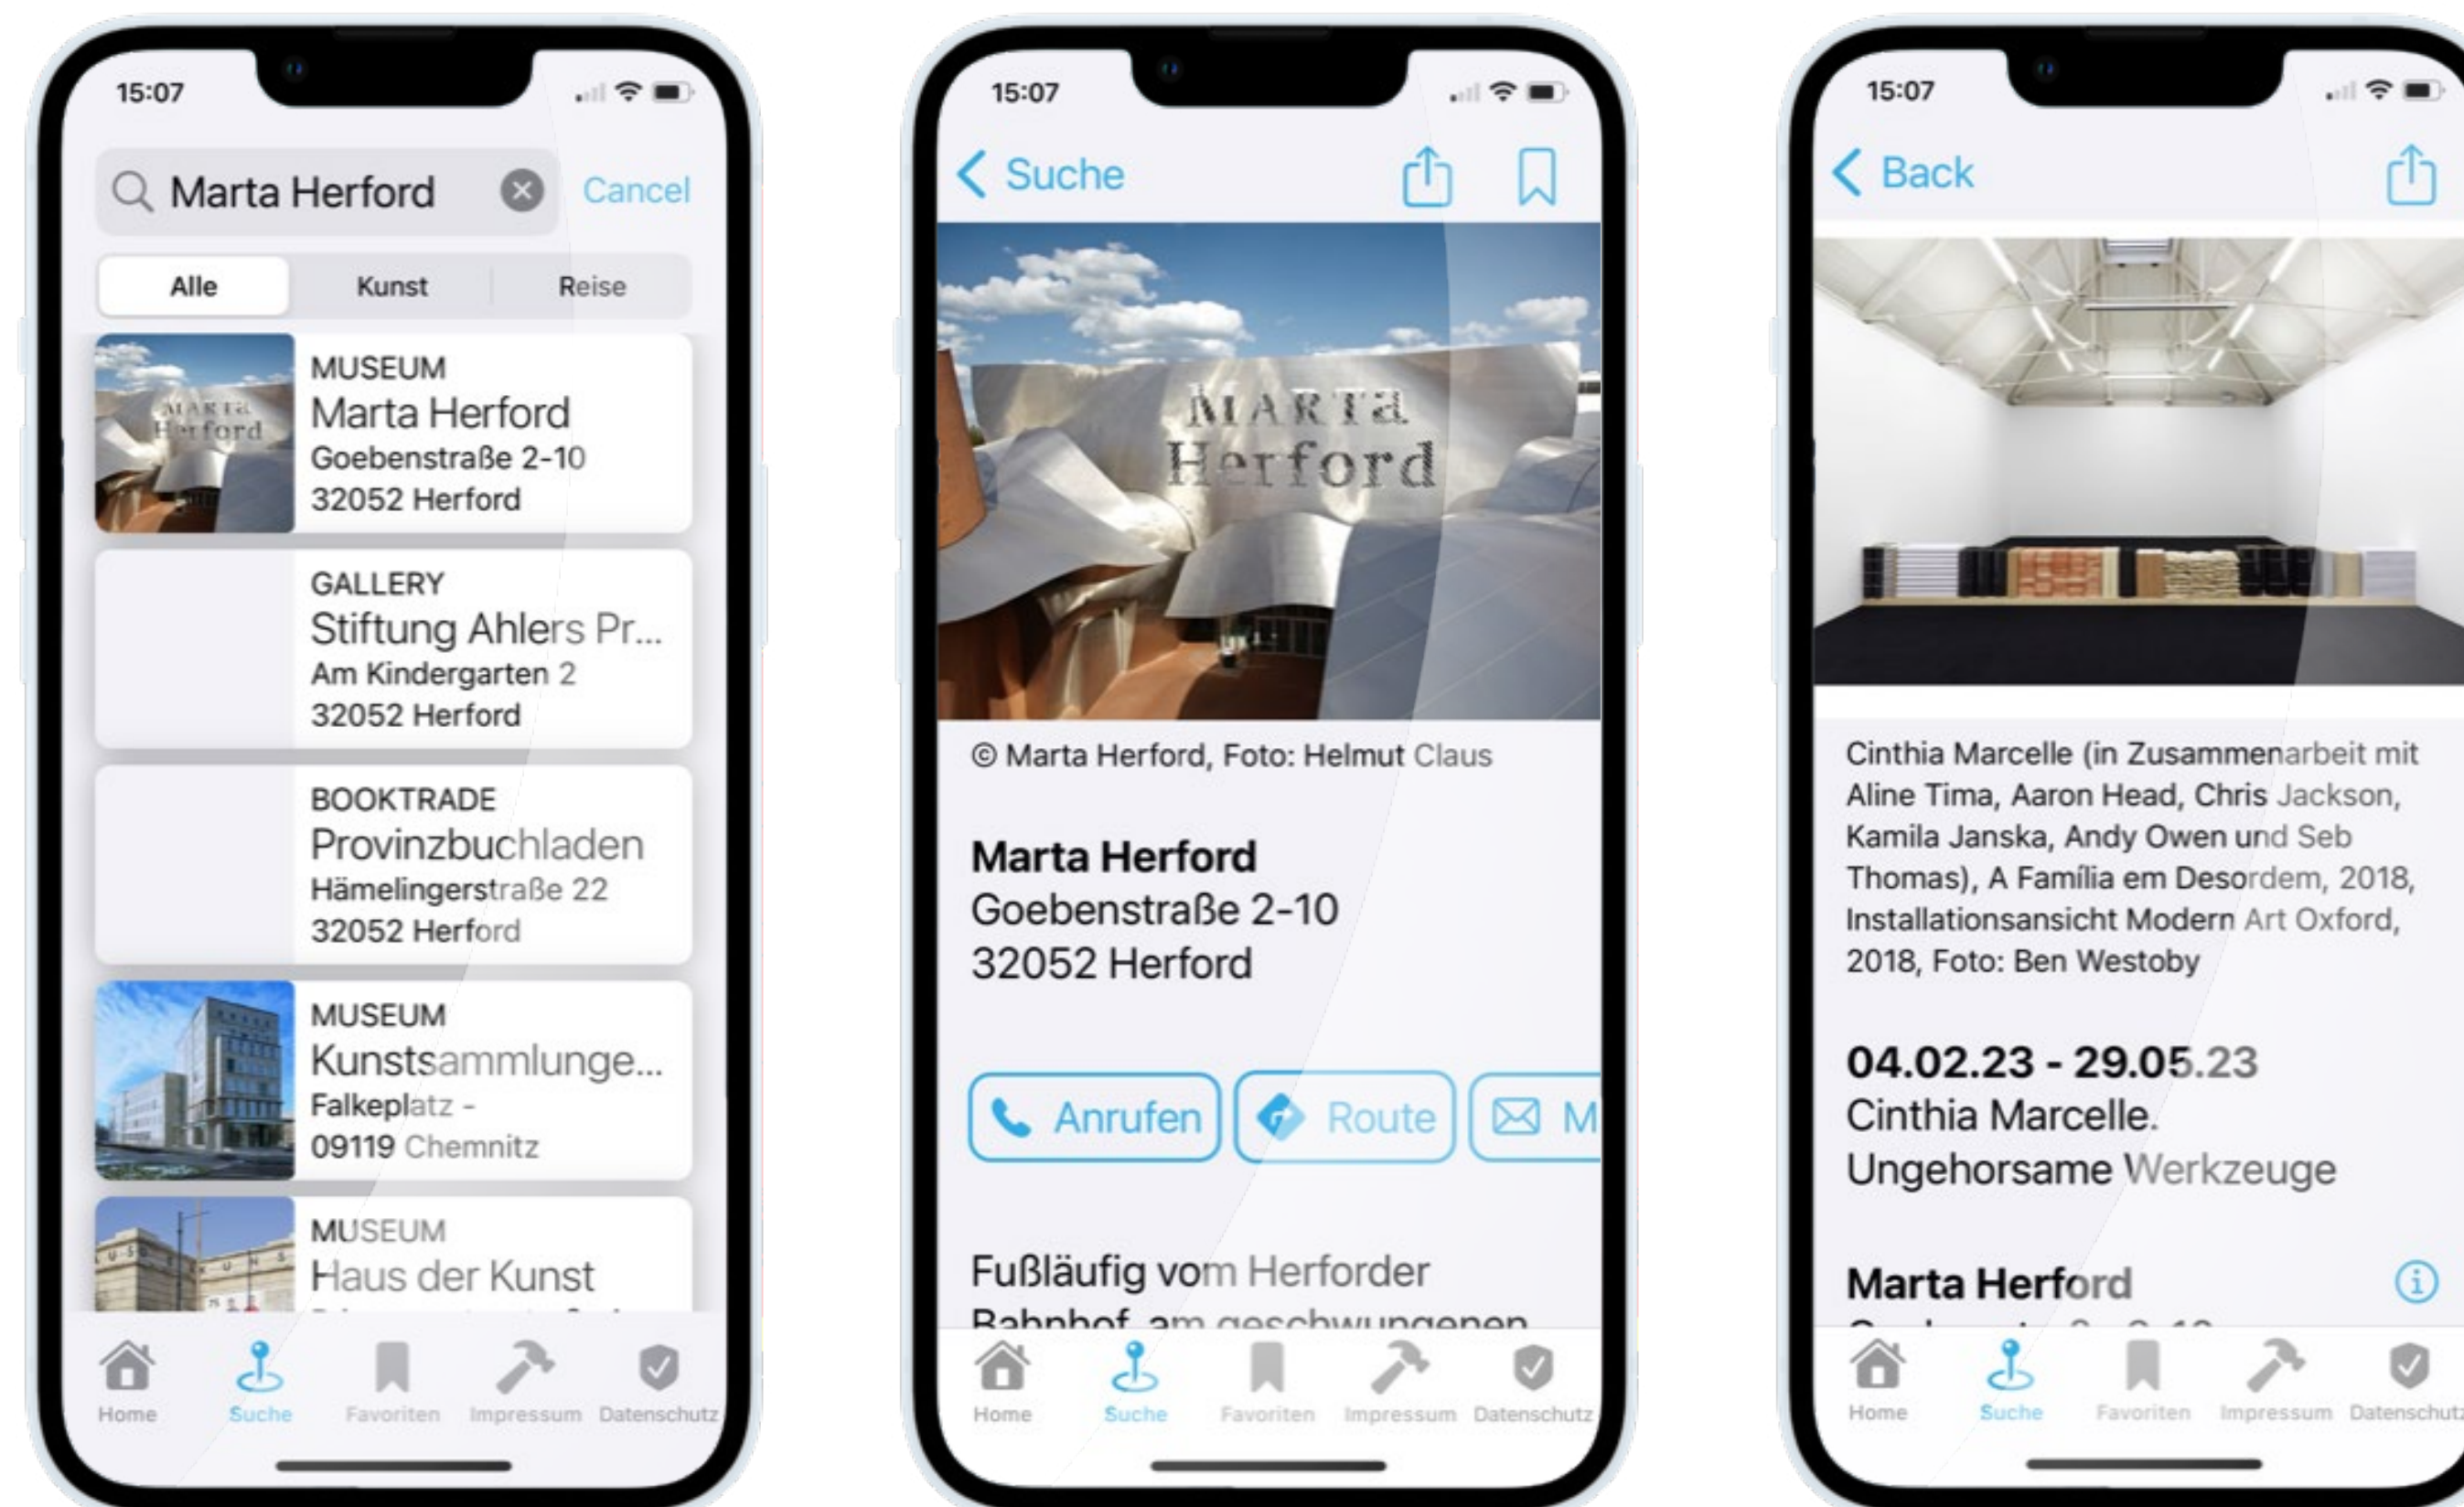 15:07
Marta Herford
Cancel
Alle
Kunst
Reise
MARTa
Herford
MUSEUM
Marta Herford
Goebenstraße 2-10
32052 Herford
GALLERY
Stiftung Ahlers Pr...
Am Kindergarten 2
32052 Herford
BOOKTRADE
Provinzbuchladen
Hämelingerstraße 22
32052 Herford
MUSEUM
Kunstsammlunge...
Falkeplatz -
09119 Chemnitz
MUSEUM
Haus der Kunst
Home
Suche
Favoriten
Impressum
Datenschutz
15:07
Suche
MARTa
Herford
© Marta Herford, Foto: Helmut Claus
Marta Herford
Goebenstraße 2-10
32052 Herford
Anrufen
Route
M
Fußläufig vom Herforder
Bahnhof, am geschwungenen
Home
Suche
Favoriten
Impressum
Datenschutz
15:07
Back
Cinthia Marcelle (in Zusammenarbeit mit
Aline Tima, Aaron Head, Chris Jackson,
Kamila Janska, Andy Owen und Seb
Thomas), A Família em Desordem, 2018,
Installationsansicht Modern Art Oxford,
2018, Foto: Ben Westoby
04.02.23 - 29.05.23
Cinthia Marcelle.
Ungehorsame Werkzeuge
Marta Herford
Home
Suche
Favoriten
Impressum
Datenschutz